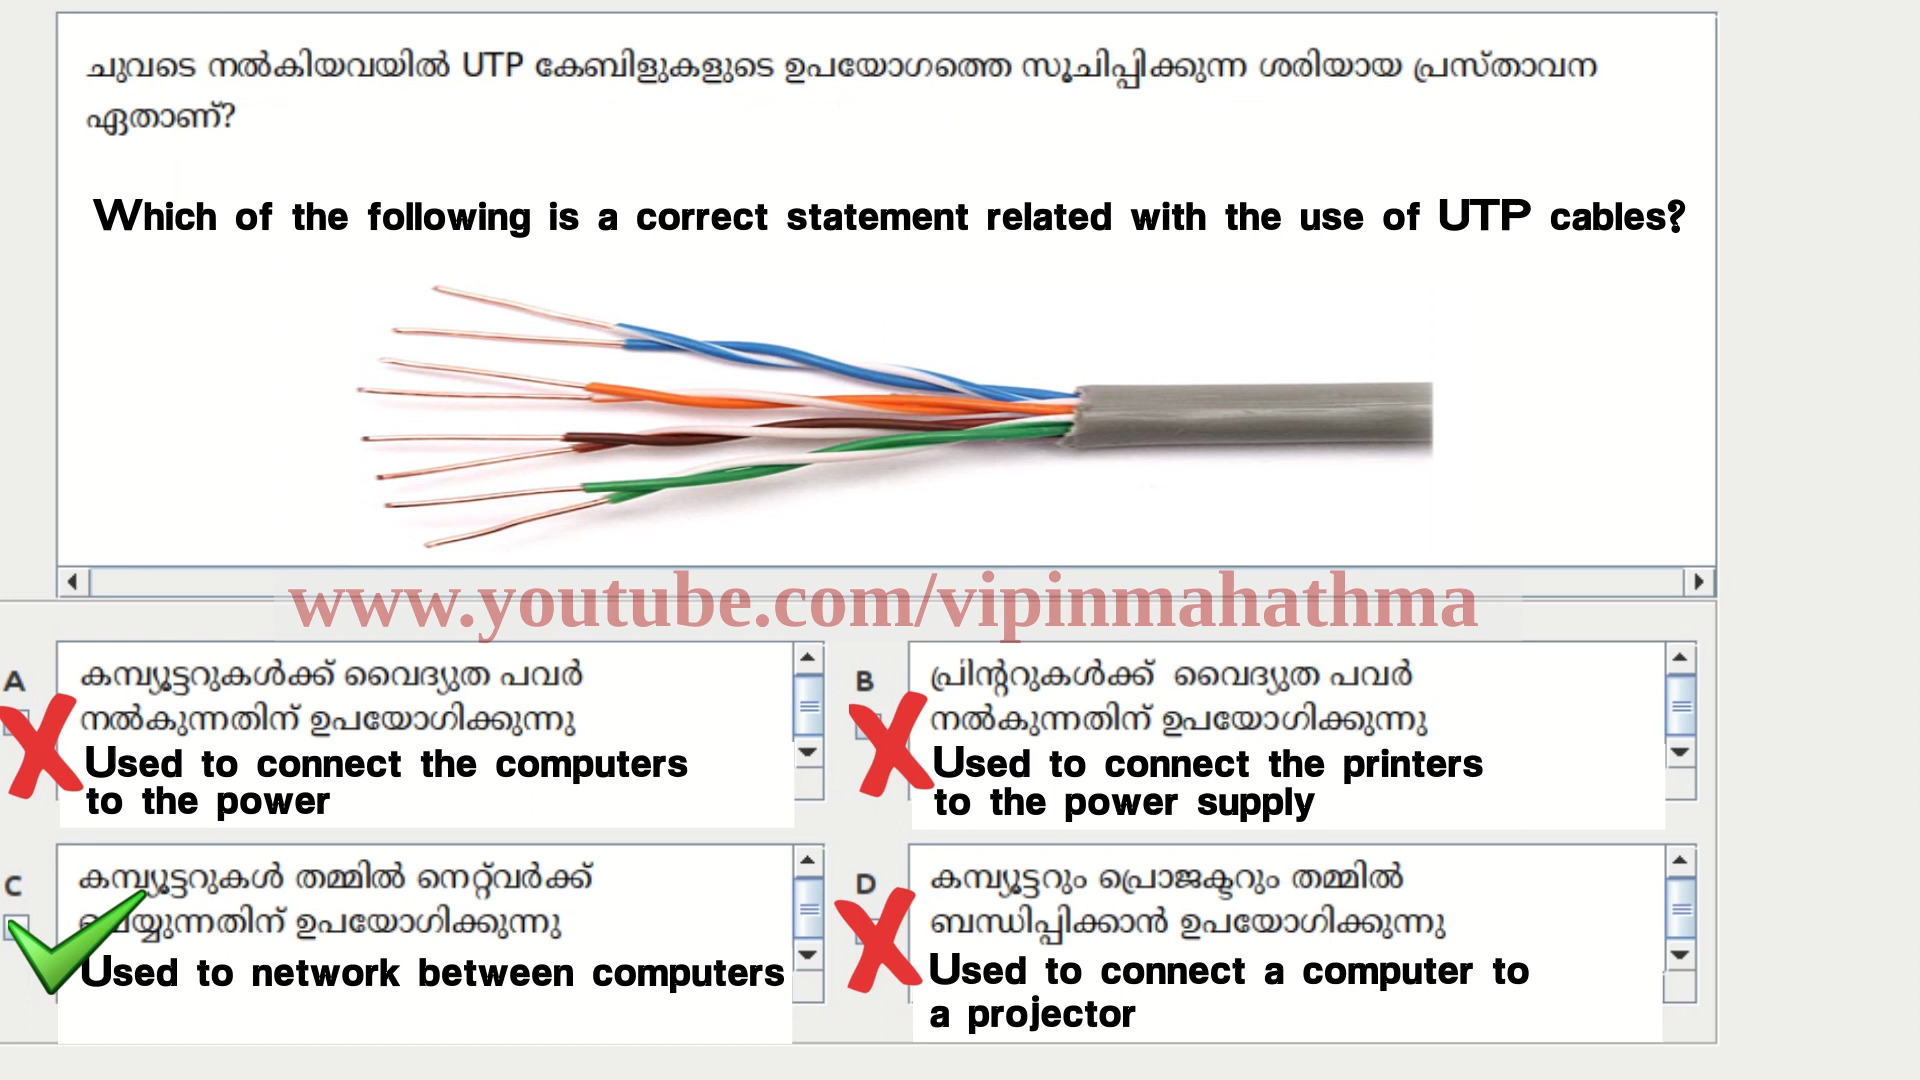 ചുവടെ നൽകിയവയിൽ UTP കേബിളുകളുടെ ഉപയോഗത്തെ സൂചിപ്പിക്കുന്ന ശരിയായ പ്രസ്താവന
ഏതാണ്?
Which of the following is a correct statement related with the use of UTP cables?
www.youtube.com/vipinmahathma
A
കമ്പ്യൂട്ടറുകൾക്ക് വൈദ്യുത പവർ
നൽകുന്നതിന് ഉപയോഗിക്കുന്നു
Used to connect the computers
to the power
B
പ്രിന്ററുകൾക്ക് വൈദ്യുത പവർ
നൽകുന്നതിന് ഉപയോഗിക്കുന്നു
Used to connect the printers
to the power supply
C
കമ്പ്യൂട്ടറുകൾ തമ്മിൽ നെറ്റ്‌വർക്ക്
ഉപയോഗിക്കുന്നു
Used to network between computers
D
കമ്പ്യൂട്ടറും പ്രൊജക്ടറും തമ്മിൽ
ബന്ധിപ്പിക്കാൻ ഉപയോഗിക്കുന്നു
Used to connect a computer to
a projector